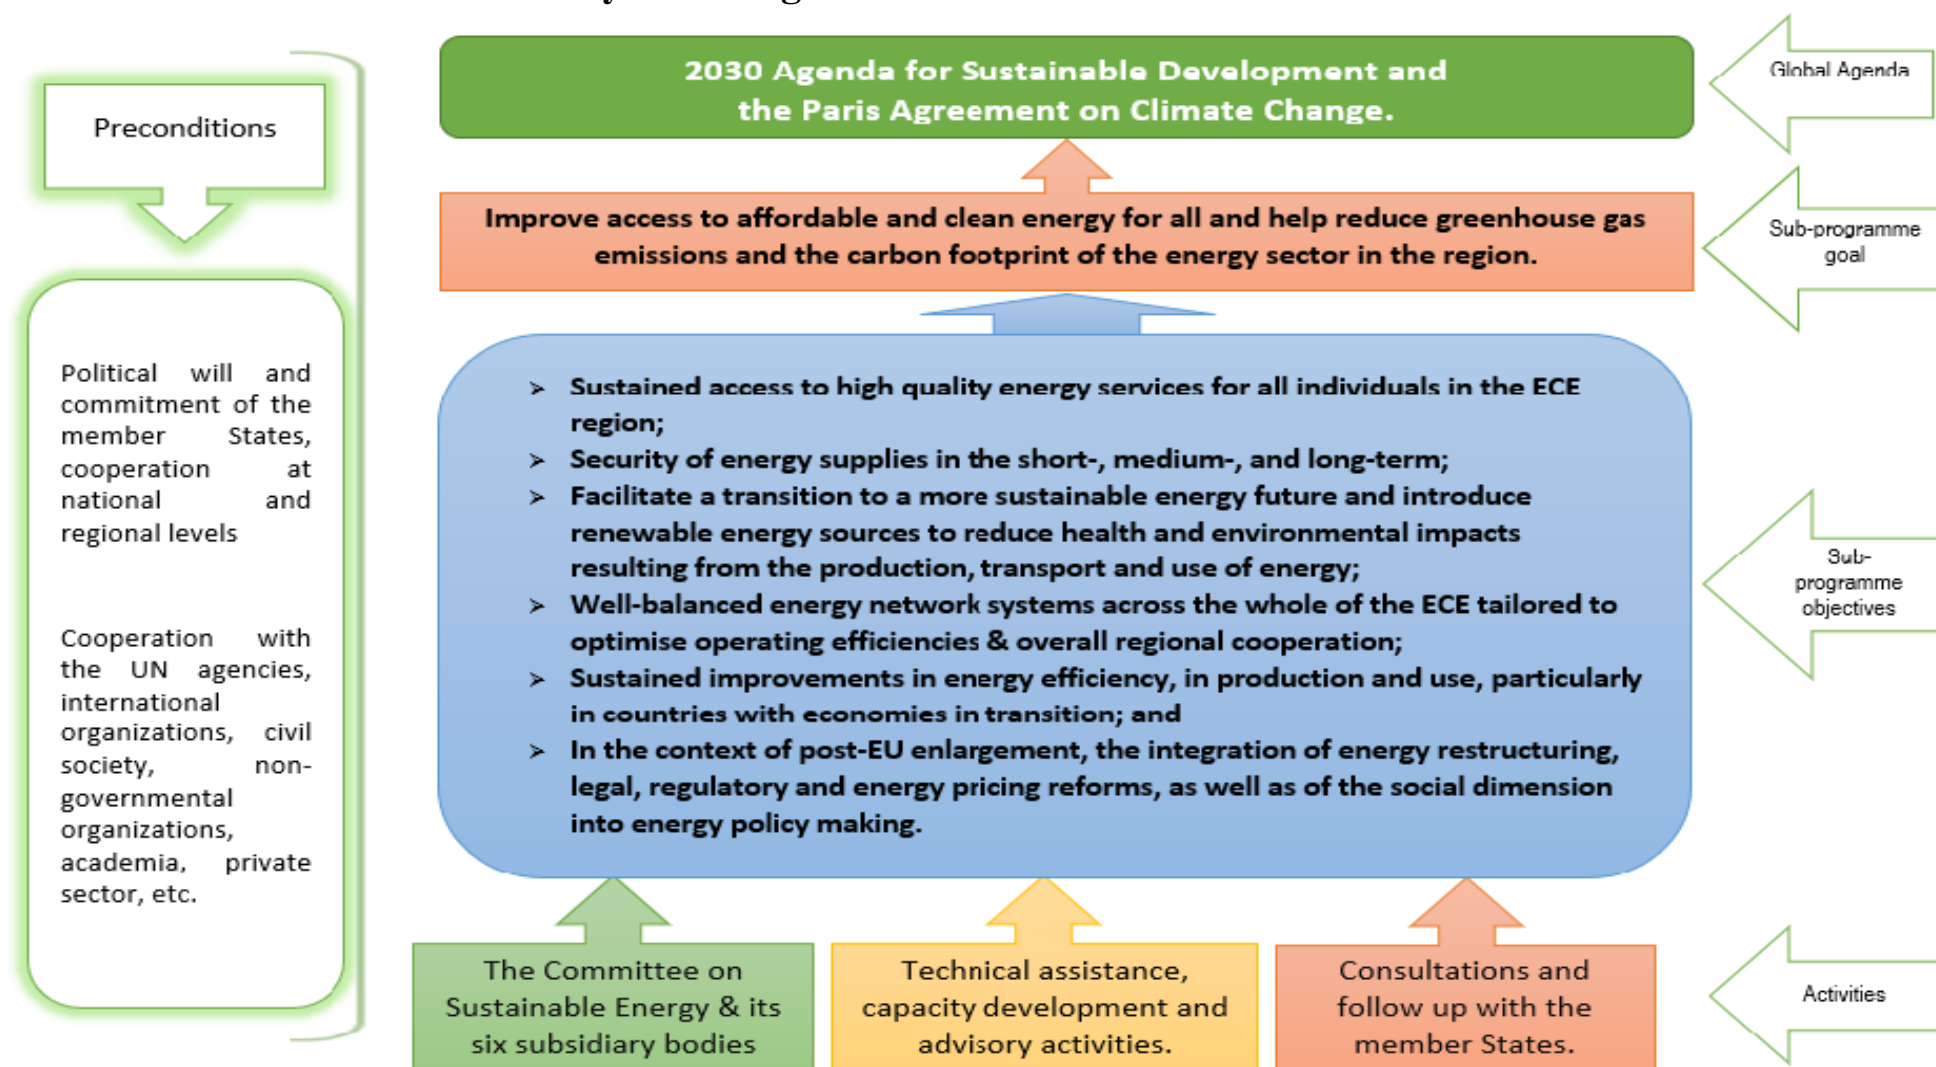 Preconditions
Political will and
commitment of the
member States,
cooperation at
national and
regional levels
Cooperation with
the UN agencies,
international
organizations, civil
society, non-
governmental
organizations,
academia, private
sector, etc.
2030 Agenda for Sustainable Development and
the Paris Agreement on Climate Change.
Global Agenda
Improve access to affordable and clean energy for all and help reduce greenhouse gas
emissions and the carbon footprint of the energy sector in the region.
Sub-programme
goal
➢ Sustained access to high quality energy services for all individuals in the ECE
region;
➢ Security of energy supplies in the short-, medium-, and long-term;
➢ Facilitate a transition to a more sustainable energy future and introduce
renewable energy sources to reduce health and environmental impacts
resulting from the production, transport and use of energy;
➢ Well-balanced energy network systems across the whole of the ECE tailored to
optimise operating efficiencies & overall regional cooperation;
➢ Sustained improvements in energy efficiency, in production and use, particularly
in countries with economies in transition; and
➢ In the context of post-EU enlargement, the integration of energy restructuring,
legal, regulatory and energy pricing reforms, as well as of the social dimension
into energy policy making.
Sub-
programme
objectives
The Committee on
Sustainable Energy & its
six subsidiary bodies
Technical assistance,
capacity development and
advisory activities.
Consultations and
follow up with the
member States.
Activities